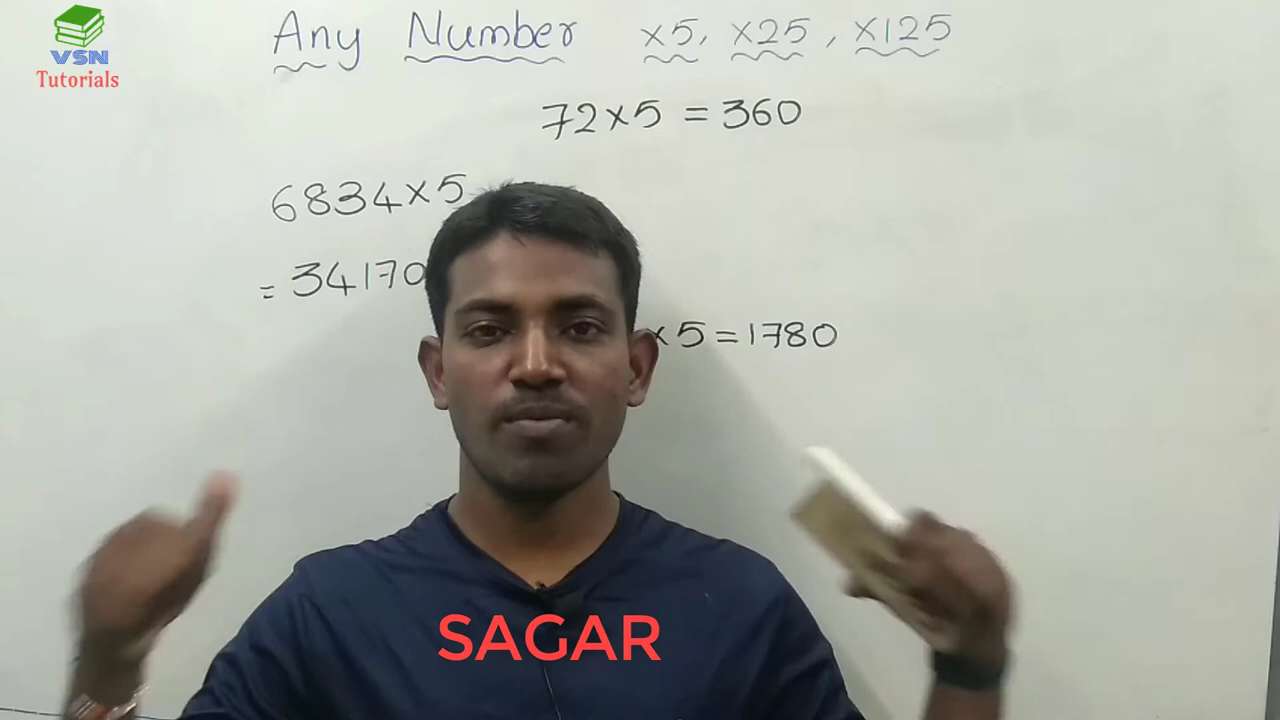 VSN
Tutorials
Any Number ×5, ×25, ×125
72×5 = 360
6834×5
= 34170
×5=1780
SAGAR